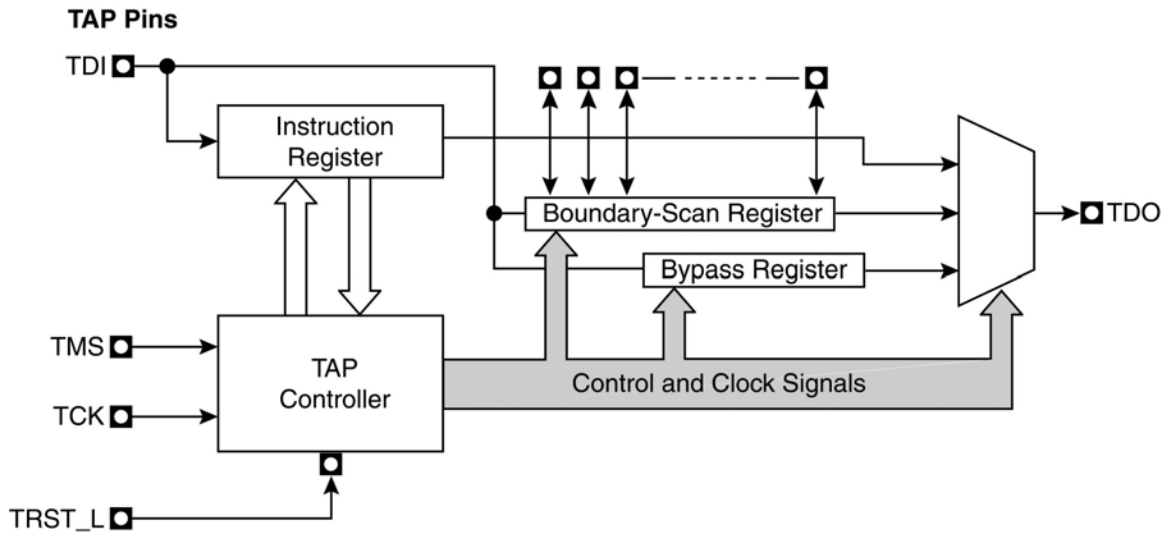 TAP Pins
TDI
Instruction
Register
Boundary-Scan Register
TDO
Bypass Register
TMS
TAP
Controller
Control and Clock Signals
TCK
TRST_L